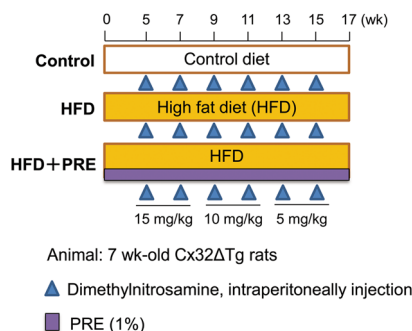 0 5 7 9 11 13 15 17 (wk)
Control Control diet
HFD High fat diet (HFD)
HFD+PRE HFD
15 mg/kg 10 mg/kg 5 mg/kg
Animal: 7 wk-old Cx32ΔTg rats
Dimethylnitrosamine, intraperitoneally injection
PRE (1%)